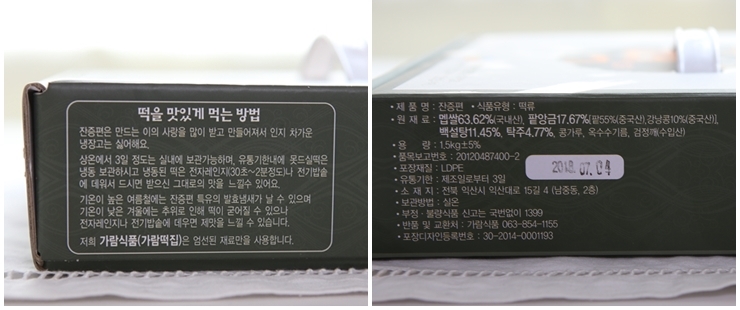 떡을 맛있게 먹는 방법
잔증편은 만드는 이의 사랑을 많이 받고 만들어져서 인지 차가운
냉장고는 싫어해요.
상온에서 3일 정도는 실내에 보관가능하며, 유통기한내에 못드실떡은
냉동 보관하시고 냉동된 떡은 전자레인지(30초~2분정도)나 전기밥솥
에 데워서 드시면 받으신 그대로의 맛을 느낄수 있어요.
기온이 높은 여름철에는 잔증편 특유의 발효냄새가 날 수 있으며
기온이 낮은 겨울에는 추위로 인해 떡이 굳어질 수 있으나
전자레인지나 전기밥솥에 데우면 제맛을 느낄 수 있습니다.
저희 가람식품(가람떡집)은 엄선된 재료만을 사용합니다.
• 제 품 명 : 잔증편 • 식품유형 : 떡류
• 원 재 료 : 멥쌀63.62%(국내산), 팥앙금17.67%[팥55%(중국산),강낭콩10%(중국산)],
백설탕11.45%, 탁주4.77%, 콩가루, 옥수수기름, 검정깨(수입산)
• 용 량 : 1.5kg±5%
• 품목보고번호 : 20120487400-2
• 포장재질 : LDPE
• 유통기한 : 제조일로부터 3일
2018. 07. 04
• 소 재 지 : 전북 익산시 익산대로 15길 4 (남중동, 2층)
• 보관방법 : 실온
• 부정 · 불량식품 신고는 국번없이 1399
• 반품 및 교환처 : 가람식품 063-854-1155
• 포장디자인등록번호 : 30-2014-0001193